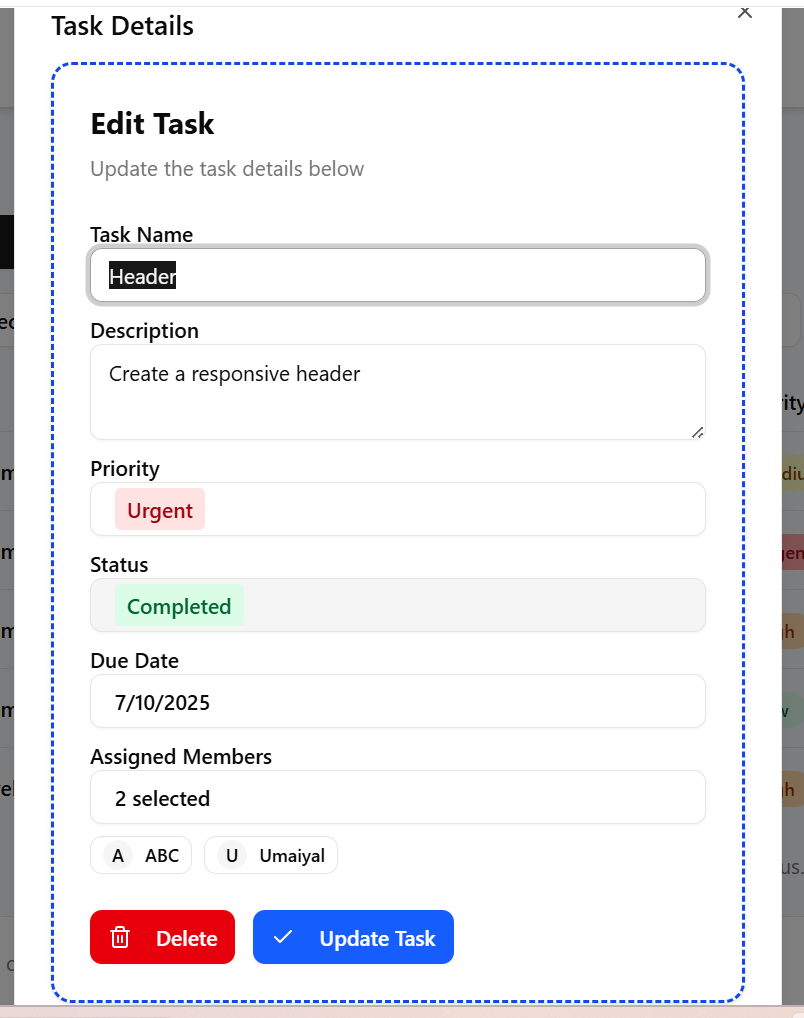 Task Details
Edit Task
Update the task details below
Task Name
Header
Description
Create a responsive header
Priority
Urgent
Status
Completed
Due Date
7/10/2025
Assigned Members
2 selected
A ABC U Umaiyal
Delete Update Task